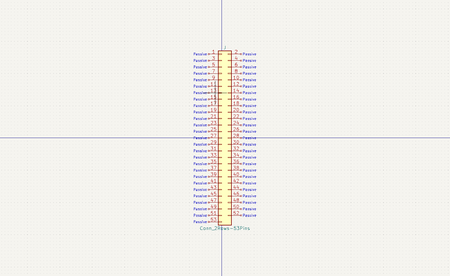 J
Passive 1 2 Passive
Passive 3 4 Passive
Passive 5 6 Passive
Passive 7 8 Passive
Passive 9 10 Passive
Passive 11 12 Passive
Passive 13 14 Passive
Passive 15 16 Passive
Passive 17 18 Passive
Passive 19 20 Passive
Passive 21 22 Passive
Passive 23 24 Passive
Passive 25 26 Passive
Passive 27 28 Passive
Passive 29 30 Passive
Passive 31 32 Passive
Passive 33 34 Passive
Passive 35 36 Passive
Passive 37 38 Passive
Passive 39 40 Passive
Passive 41 42 Passive
Passive 43 44 Passive
Passive 45 46 Passive
Passive 47 48 Passive
Passive 49 50 Passive
Passive 51 52 Passive
Passive 53
Conn_2Rows-53Pins